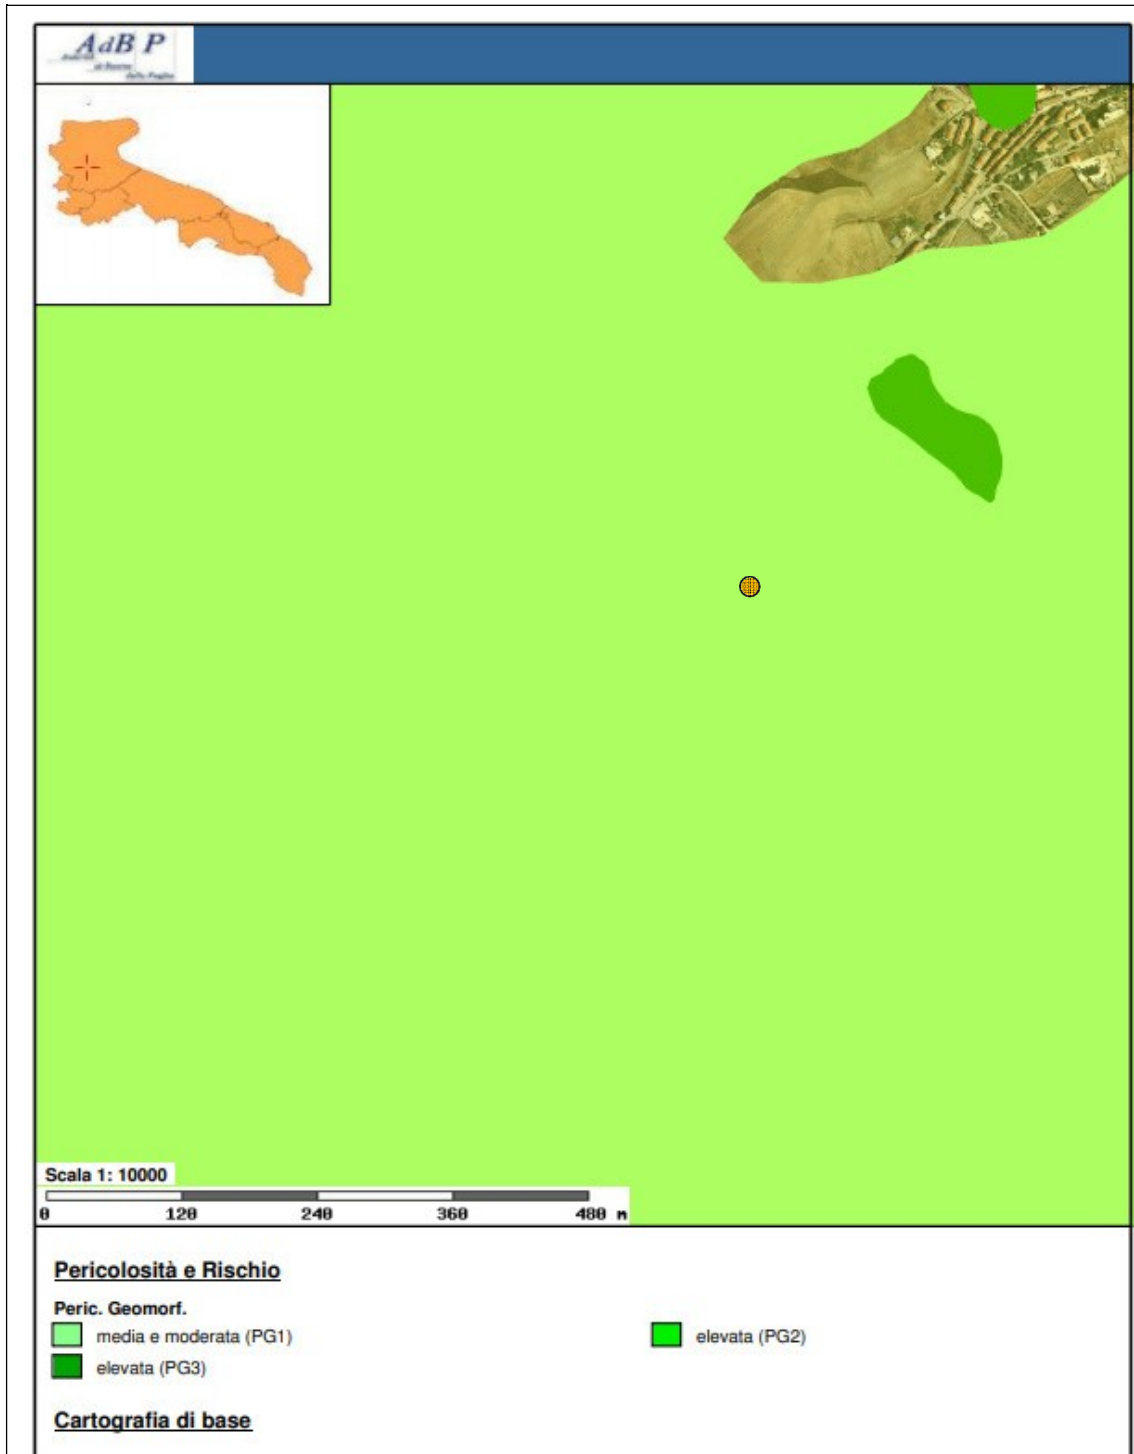 AdB P
Scala 1: 10000
0 120 240 360 480 m
Pericolosità e Rischio
Peric. Geomorf.
media e moderata (PG1)
elevata (PG2)
elevata (PG3)
Cartografia di base